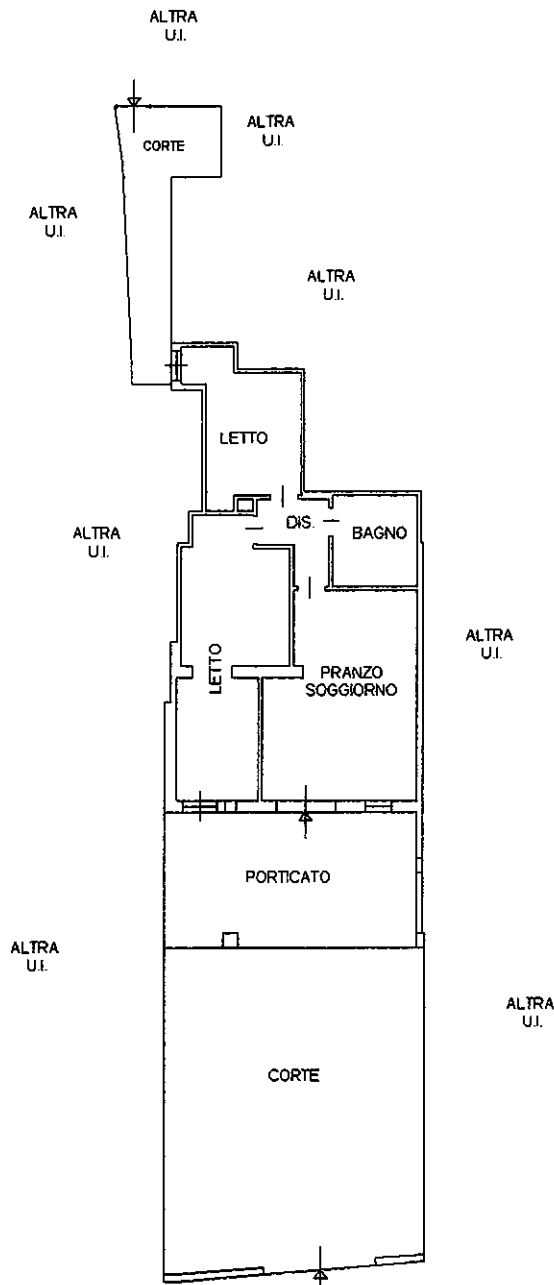 ALTRA
U.I.
ALTRA
U.I.
CORTE
ALTRA
U.I.
ALTRA
U.I.
LETTO
DIS.
BAGNO
ALTRA
U.I.
ALTRA
U.I.
LETTO
PRANZO
SOGGIORNO
PORTICATO
ALTRA
U.I.
ALTRA
U.I.
CORTE